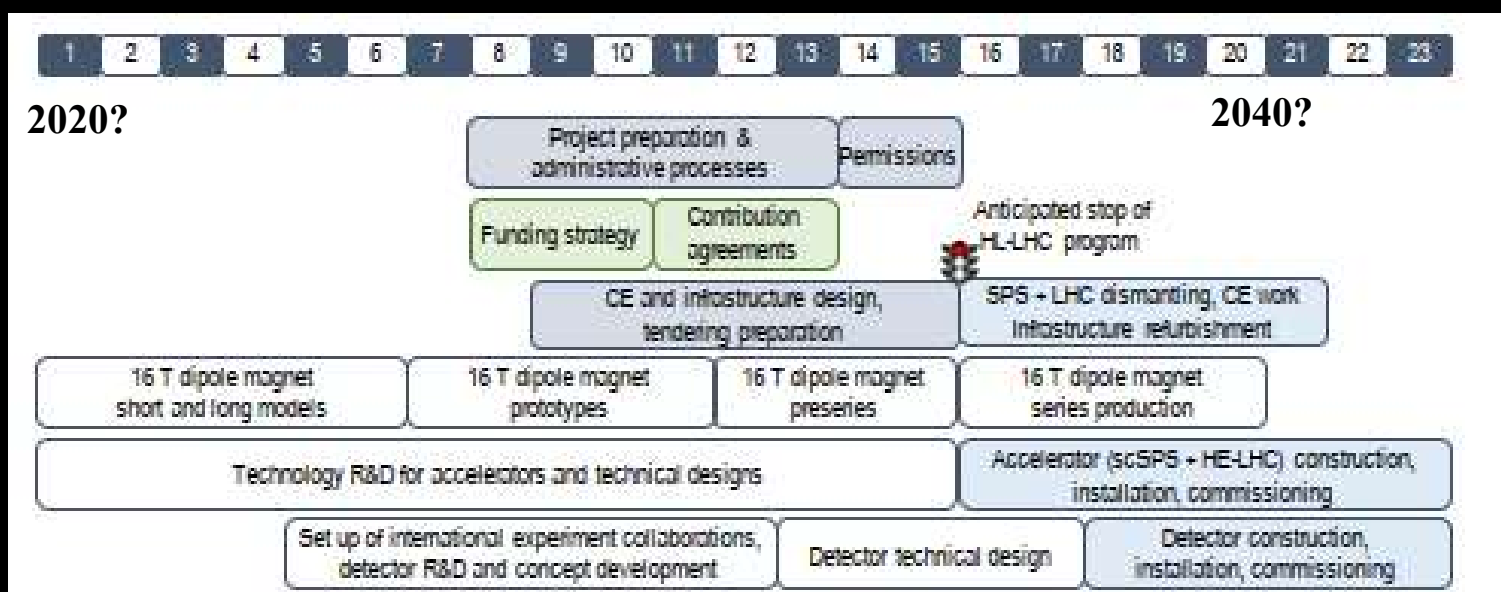 1 2 3 4 5 6 7 8 9 10 11 12 13 14 15 16 17 18 19 20 21 22 23
2020? 2040?
Project preparation &
administrative processes
Permissions
Funding strategy
Contribution
agreements
Anticipated stop of
HL-LHC program
CE and infrastructure design,
tendering preparation
SPS + LHC dismantling, CE work
Infrastructure refurbishment
16 T dipole magnet
short and long models
16 T dipole magnet
prototypes
16 T dipole magnet
preseries
16 T dipole magnet
series production
Technology R&D for accelerators and technical designs
Accelerator (scSPS + HE-LHC) construction,
installation, commissioning
Set up of international experiment collaborations,
detector R&D and concept development
Detector technical design
Detector construction,
installation, commissioning